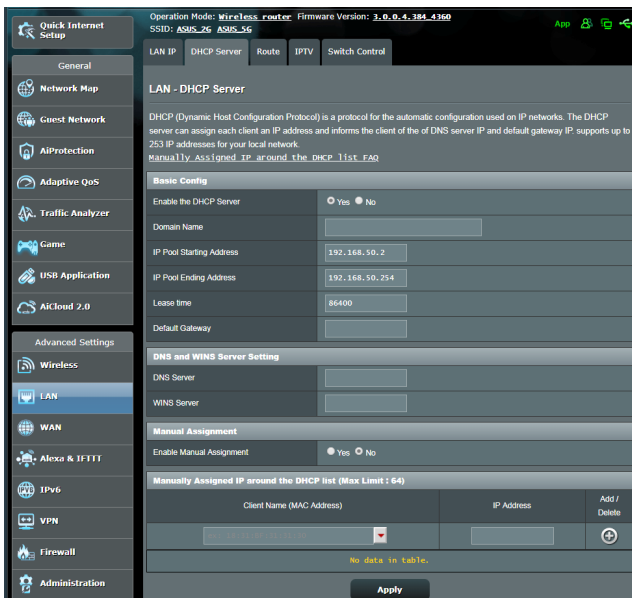 Quick Internet
Setup
General
Network Map
Guest Network
AiProtection
Adaptive QoS
Traffic Analyzer
Game
USB Application
AiCloud 2.0
Advanced Settings
Wireless
LAN
WAN
Alexa & IFTTT
IPv6
VPN
Firewall
Administration
Operation Mode: Wireless router Firmware Version: 3.0.0.4.384_4360
SSID: ASUS_2G ASUS_5G
App
LAN IP DHCP Server Route IPTV Switch Control
LAN - DHCP Server
DHCP (Dynamic Host Configuration Protocol) is a protocol for the automatic configuration used on IP networks. The DHCP
server can assign each client an IP address and informs the client of the of DNS server IP and default gateway IP. supports up to
253 IP addresses for your local network.
Manually Assigned IP around the DHCP list FAQ
Basic Config
Enable the DHCP Server Yes No
Domain Name
IP Pool Starting Address 192.168.50.2
IP Pool Ending Address 192.168.50.254
Lease time 86400
Default Gateway
DNS and WINS Server Setting
DNS Server
WINS Server
Manual Assignment
Enable Manual Assignment Yes No
Manually Assigned IP around the DHCP list (Max Limit : 64)
Client Name (MAC Address) IP Address Add /
Delete
No data in table.
Apply